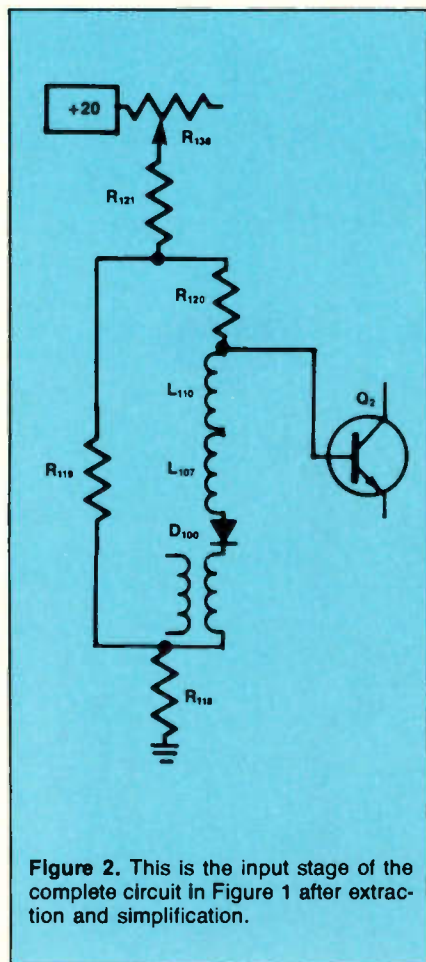 +20
R136
R121
R120
L110
Q2
L107
R119
D100
R118
Figure 2. This is the input stage of the
complete circuit in Figure 1 after extrac-
tion and simplification.